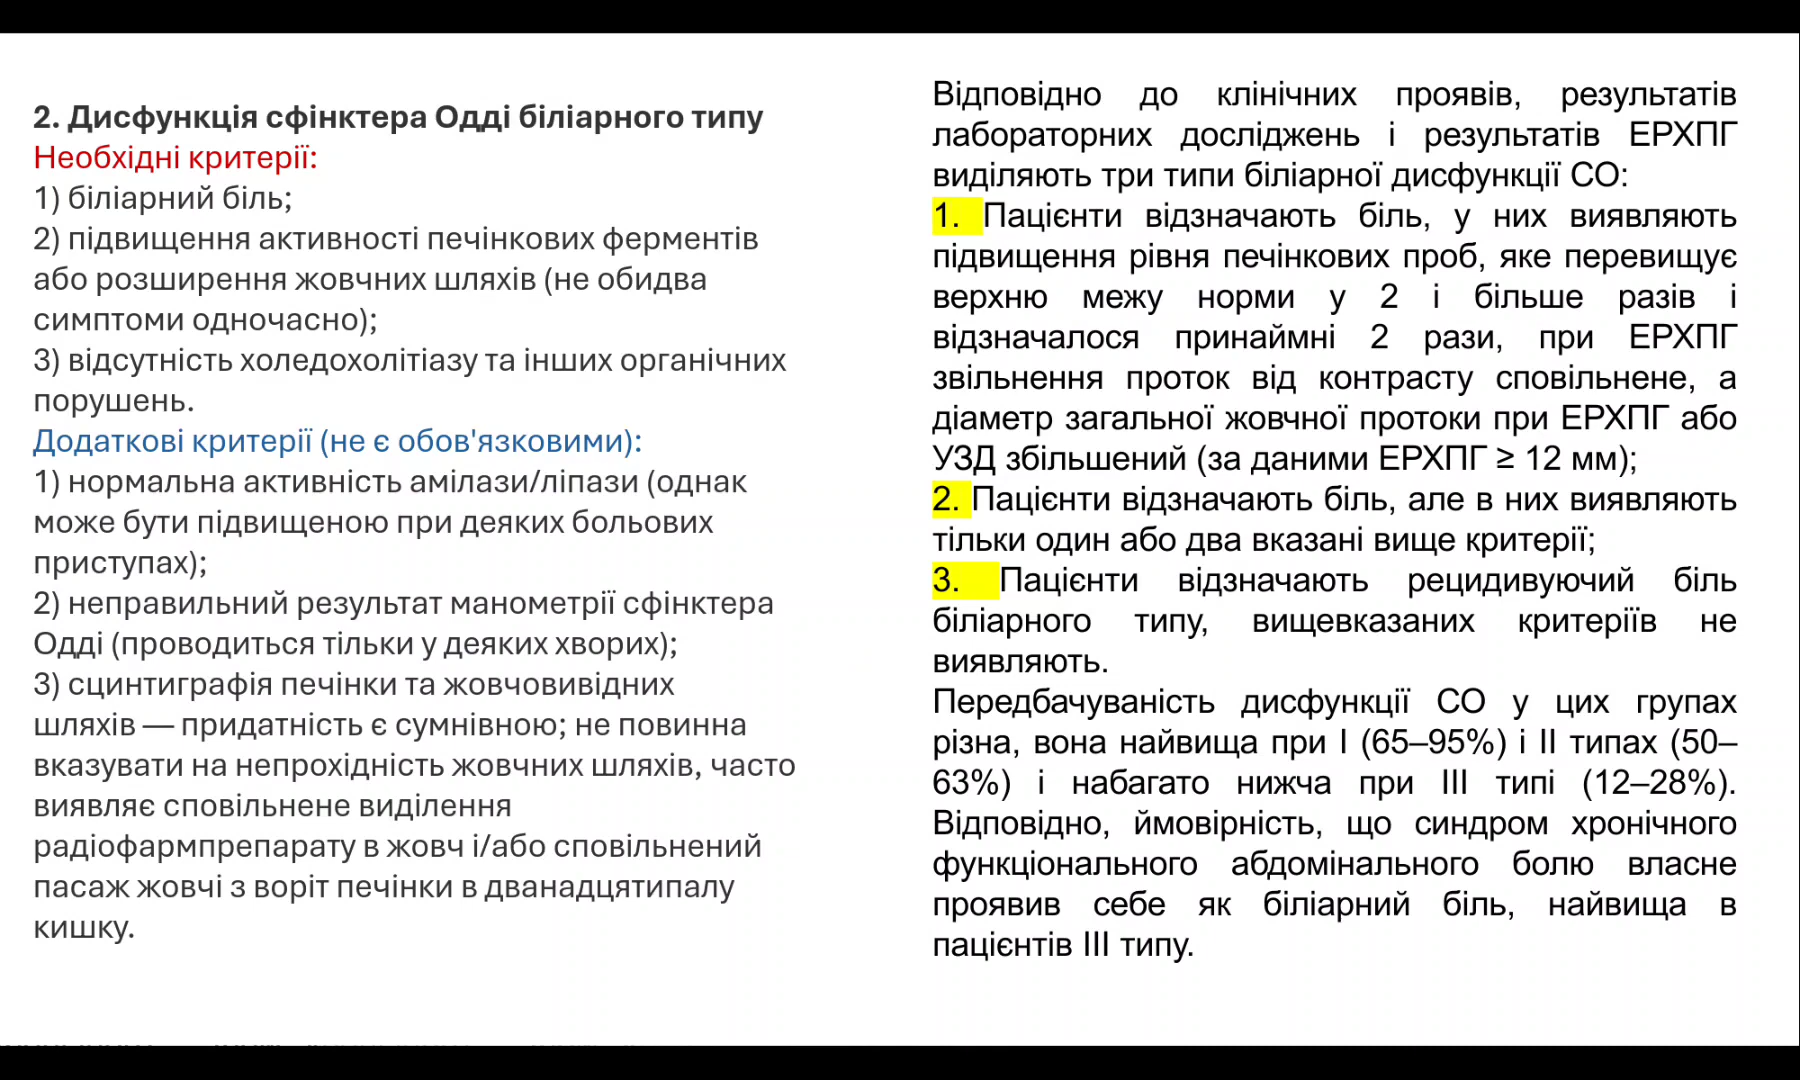 2. Дисфункція сфінктера Одді біліарного типу
Необхідні критерії:
1) біліарний біль;
2) підвищення активності печінкових ферментів
або розширення жовчних шляхів (не обидва
симптоми одночасно);
3) відсутність холедохолітіазу та інших органічних
порушень.
Додаткові критерії (не є обов'язковими):
1) нормальна активність амілази/ліпази (однак
може бути підвищеною при деяких больових
приступах);
2) неправильний результат манометрії сфінктера
Одді (проводиться тільки у деяких хворих);
3) сцинтиграфія печінки та жовчовивідних
шляхів — придатність є сумнівною; не повинна
вказувати на непрохідність жовчних шляхів, часто
виявляє сповільнене виділення
радіофармпрепарату в жовч і/або сповільнений
пасаж жовчі з воріт печінки в дванадцятипалу
кишку.
Відповідно до клінічних проявів, результатів
лабораторних досліджень і результатів ЕРХПГ
виділяють три типи біліарної дисфункції СО:
1. Пацієнти відзначають біль, у них виявляють
підвищення рівня печінкових проб, яке перевищує
верхню межу норми у 2 і більше разів і
відзначалося принаймні 2 рази, при ЕРХПГ
звільнення проток від контрасту сповільнене, а
діаметр загальної жовчної протоки при ЕРХПГ або
УЗД збільшений (за даними ЕРХПГ ≥ 12 мм);
2. Пацієнти відзначають біль, але в них виявляють
тільки один або два вказані вище критерії;
3. Пацієнти відзначають рецидивуючий біль
біліарного типу, вищевказаних критеріїв не
виявляють.
Передбачуваність дисфункції СО у цих групах
різна, вона найвища при І (65–95%) і ІІ типах (50–
63%) і набагато нижча при ІІІ типі (12–28%).
Відповідно, ймовірність, що синдром хронічного
функціонального абдомінального болю власне
проявив себе як біліарний біль, найвища в
пацієнтів ІІІ типу.